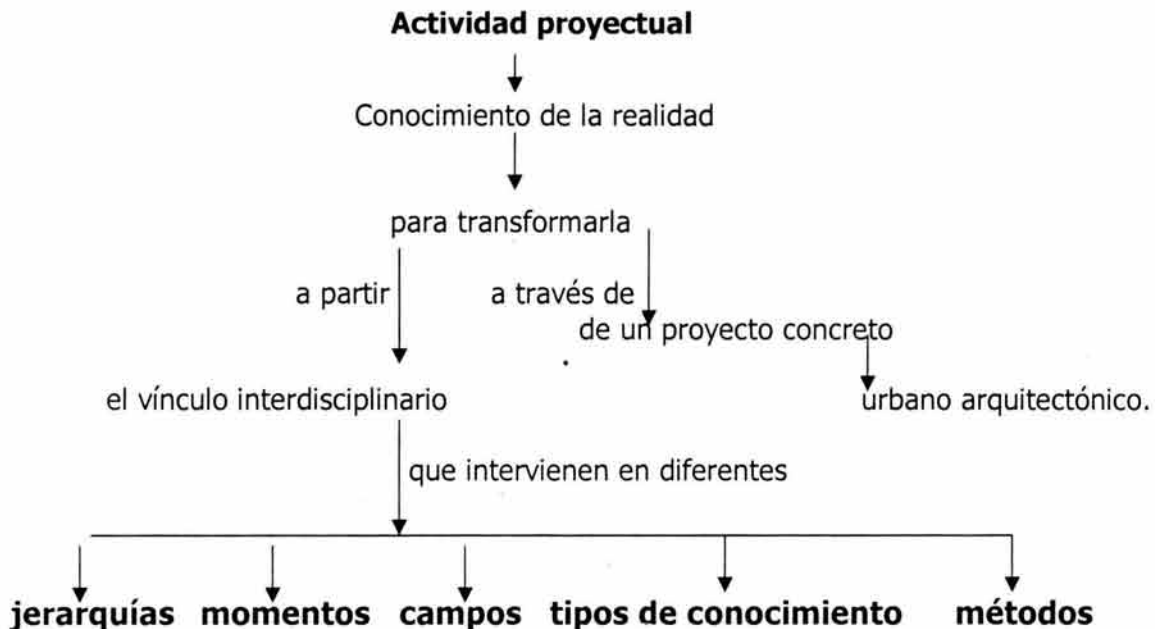 Actividad proyectual
Conocimiento de la realidad
para transformarla
a partir
a través de
de un proyecto concreto
el vínculo interdisciplinario
urbano arquitectónico.
que intervienen en diferentes
jerarquías momentos campos tipos de conocimiento métodos